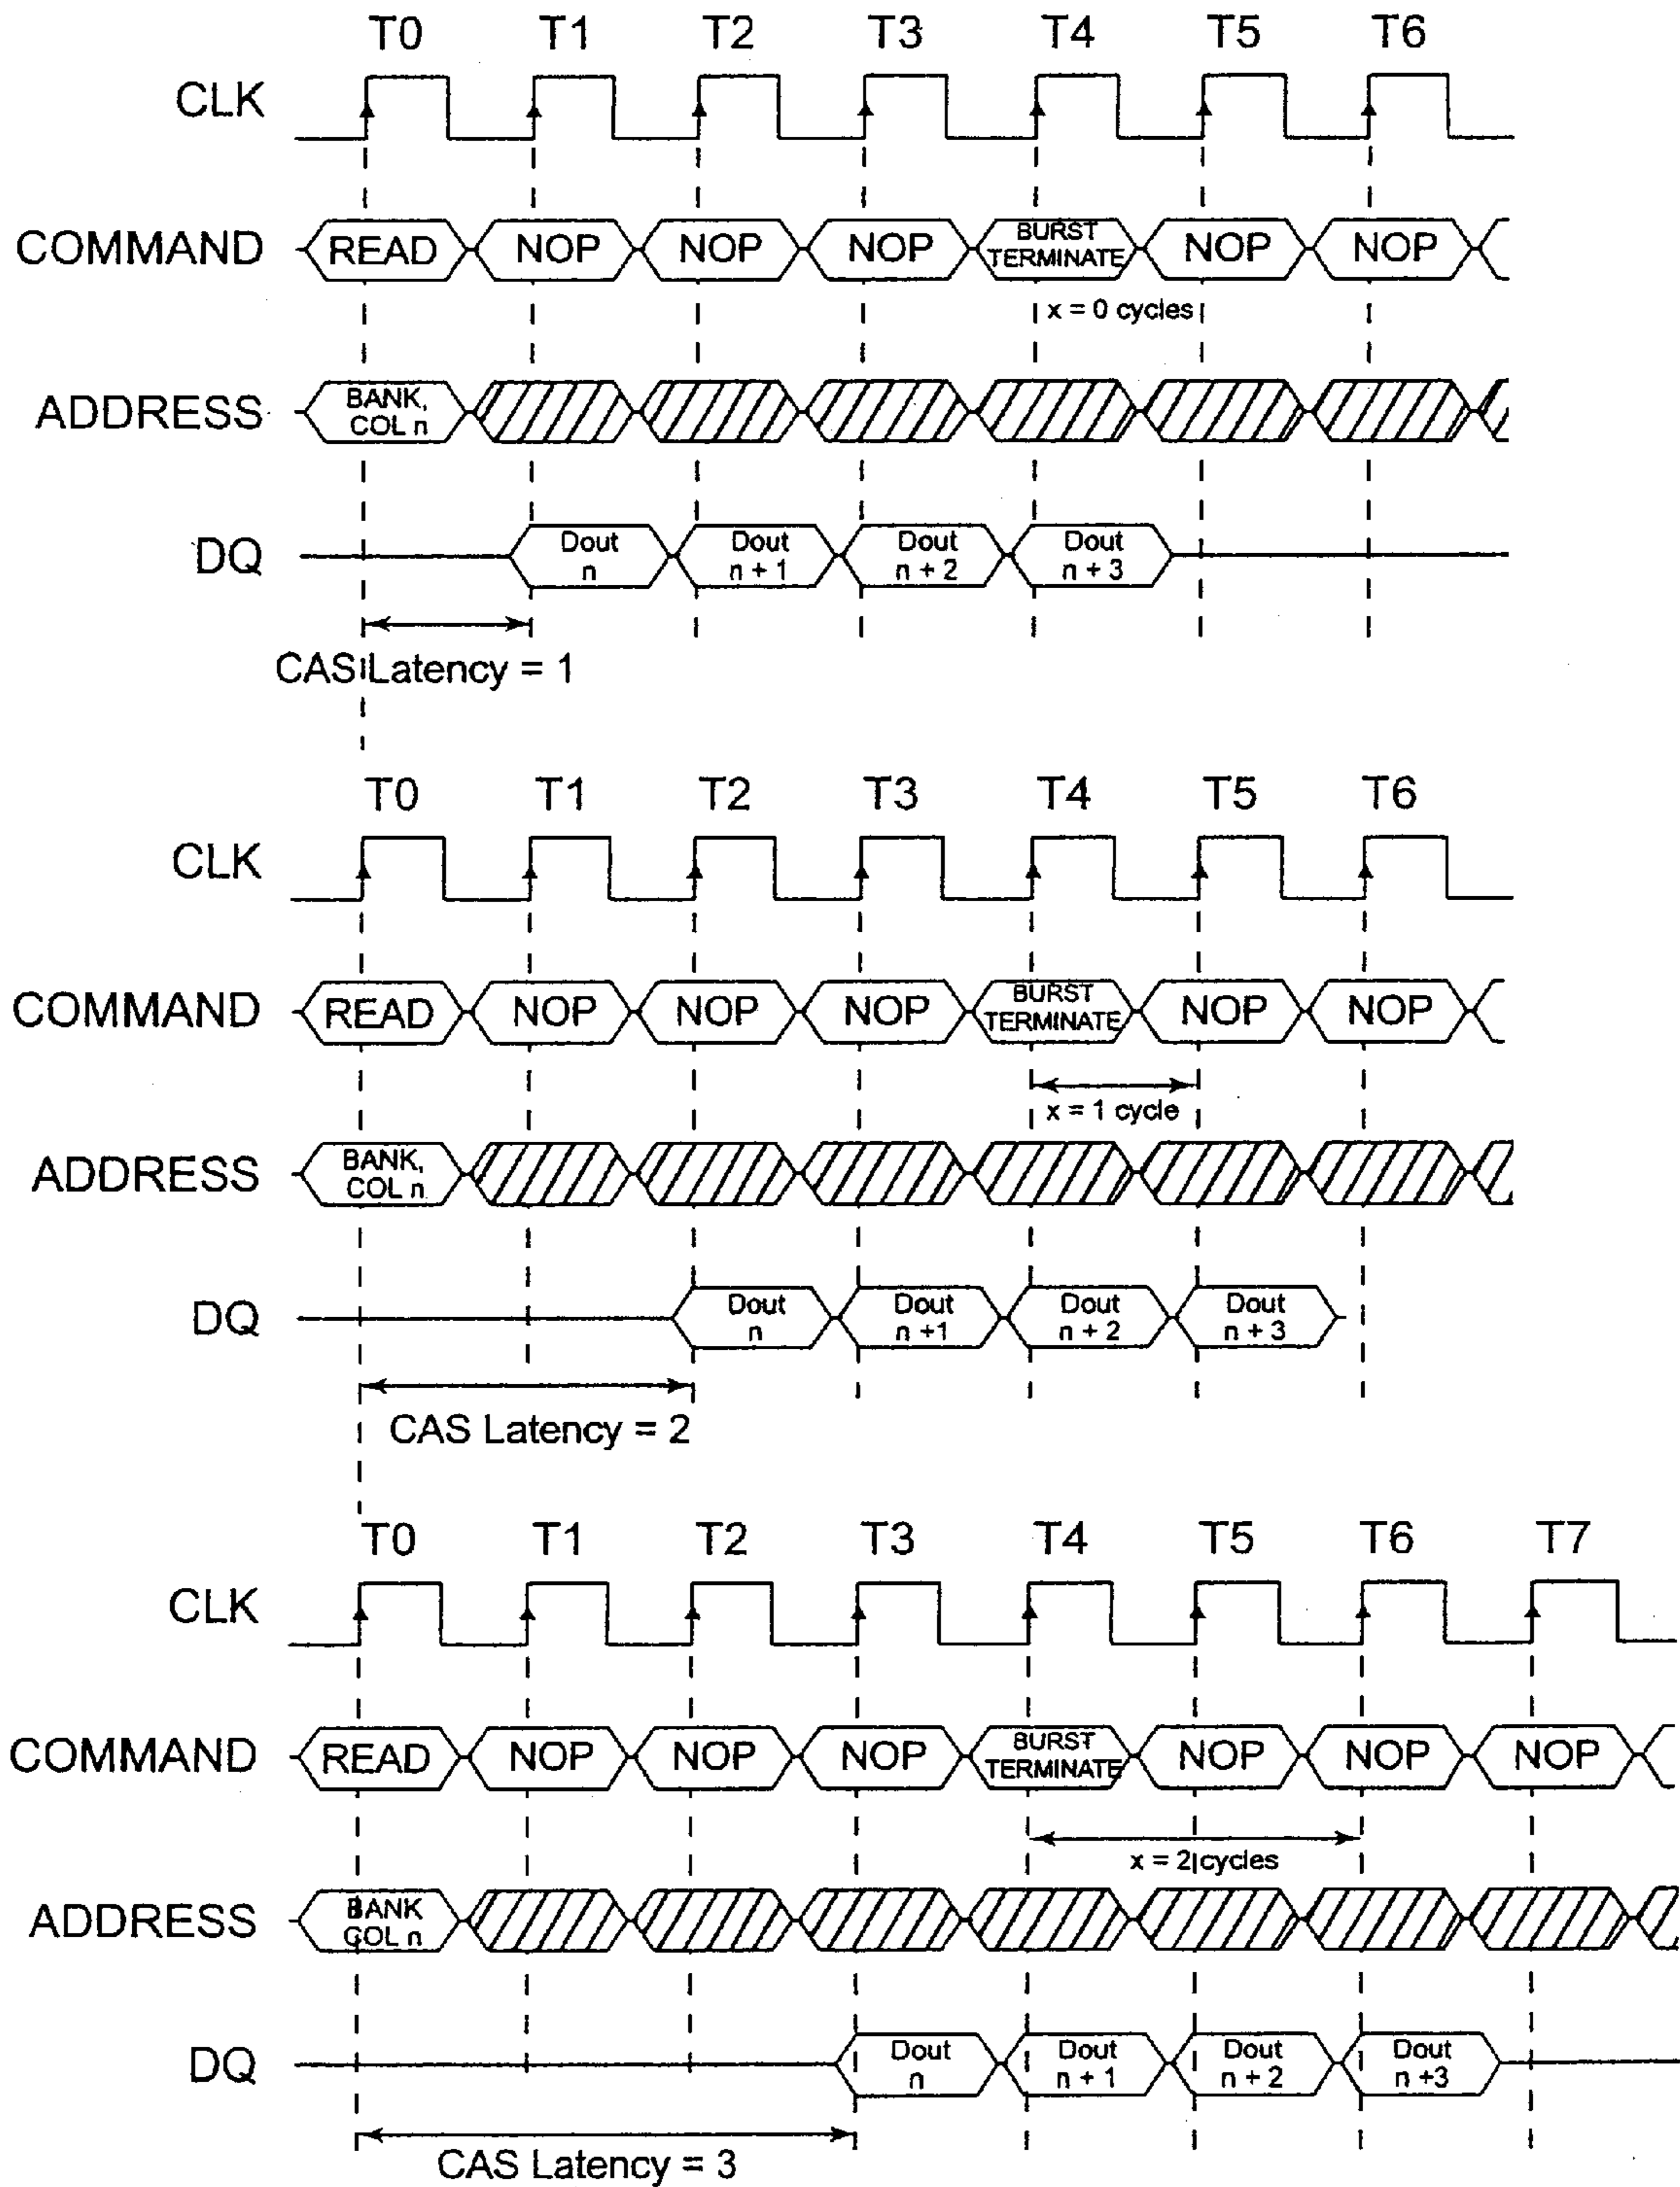 T0 T1 T2 T3 T4 T5 T6
CLK
COMMAND READ NOP NOP NOP BURST TERMINATE NOP NOP
x = 0 cycles
ADDRESS BANK, COL n
DQ Dout n Dout n + 1 Dout n + 2 Dout n + 3
CAS Latency = 1
T0 T1 T2 T3 T4 T5 T6
CLK
COMMAND READ NOP NOP NOP BURST TERMINATE NOP NOP
x = 1 cycle
ADDRESS BANK, COL n
DQ Dout n Dout n +1 Dout n + 2 Dout n + 3
CAS Latency = 2
T0 T1 T2 T3 T4 T5 T6 T7
CLK
COMMAND READ NOP NOP NOP BURST TERMINATE NOP NOP NOP
x = 2 cycles
ADDRESS BANK COL n
DQ Dout n Dout n + 1 Dout n + 2 Dout n +3
CAS Latency = 3